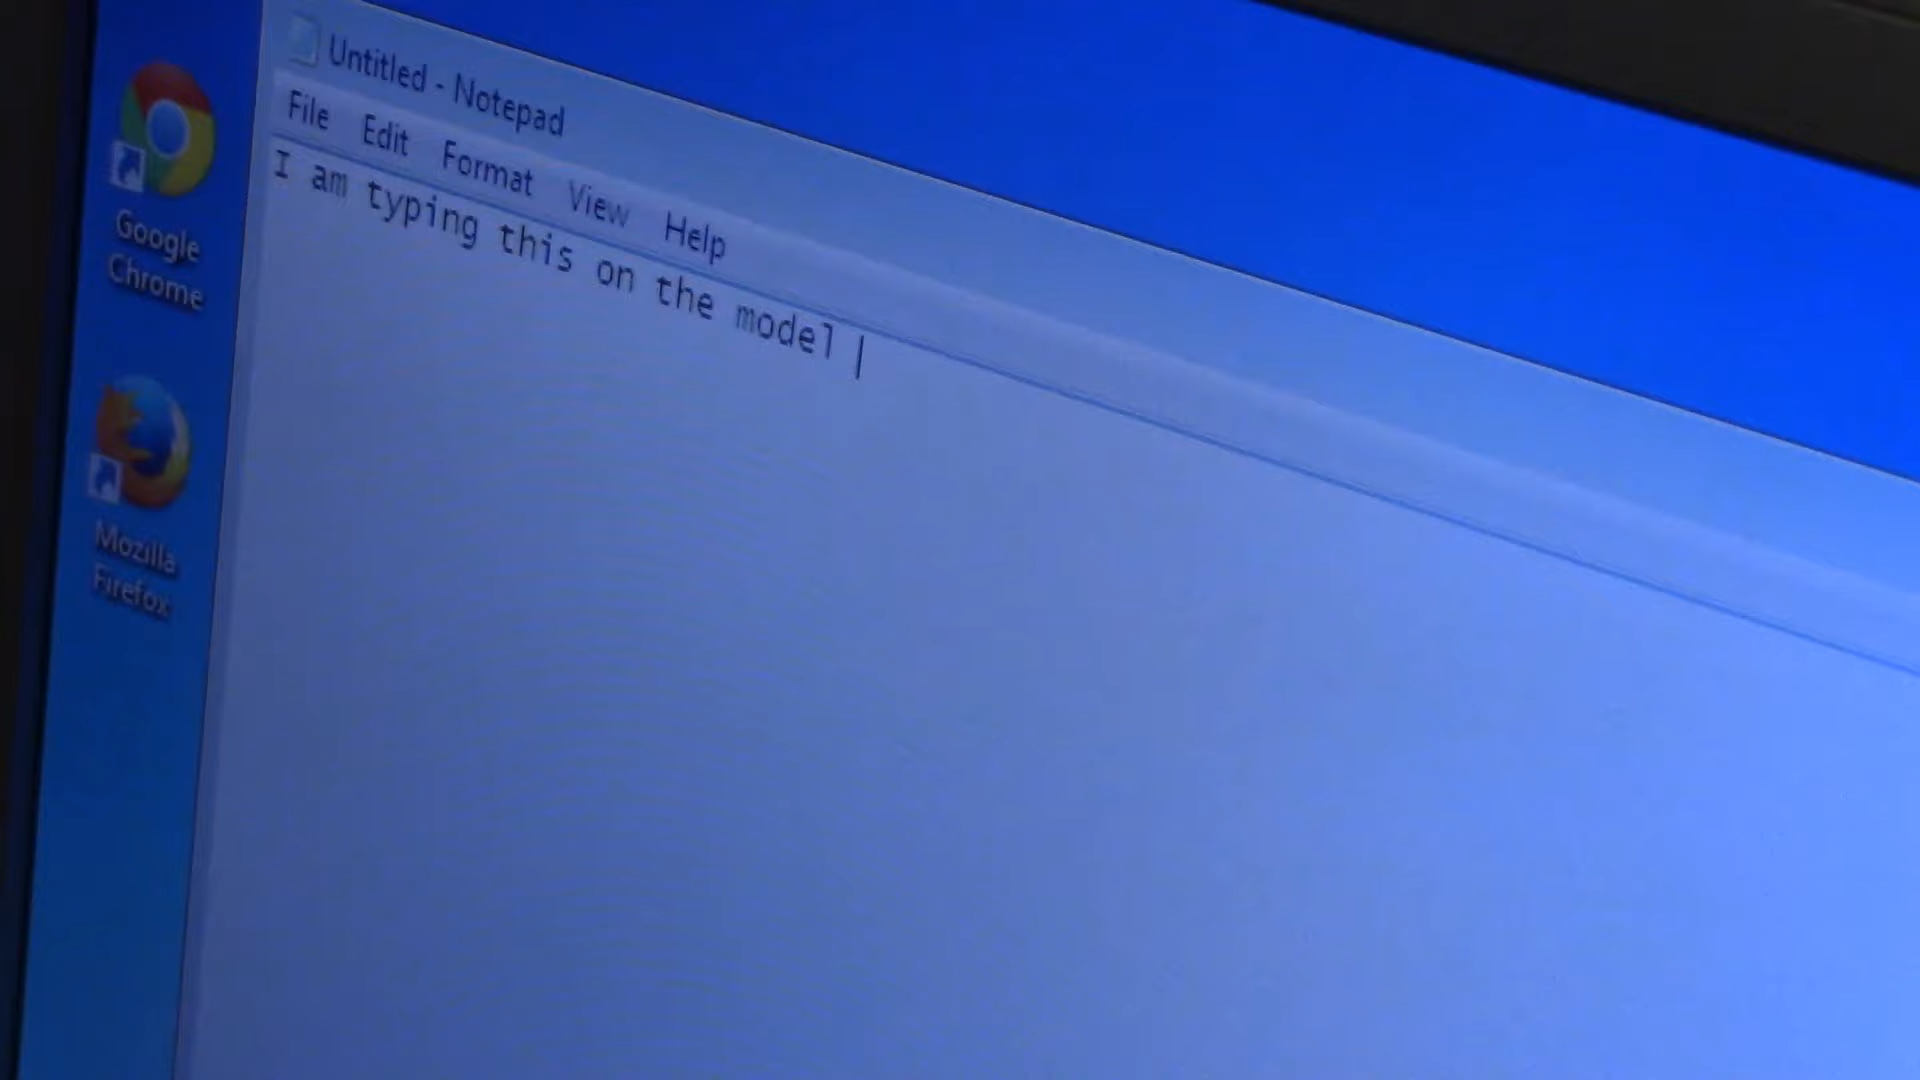 Untitled - Notepad
File Edit Format View Help
I am typing this on the model
Google
Chrome
Mozilla
Firefox